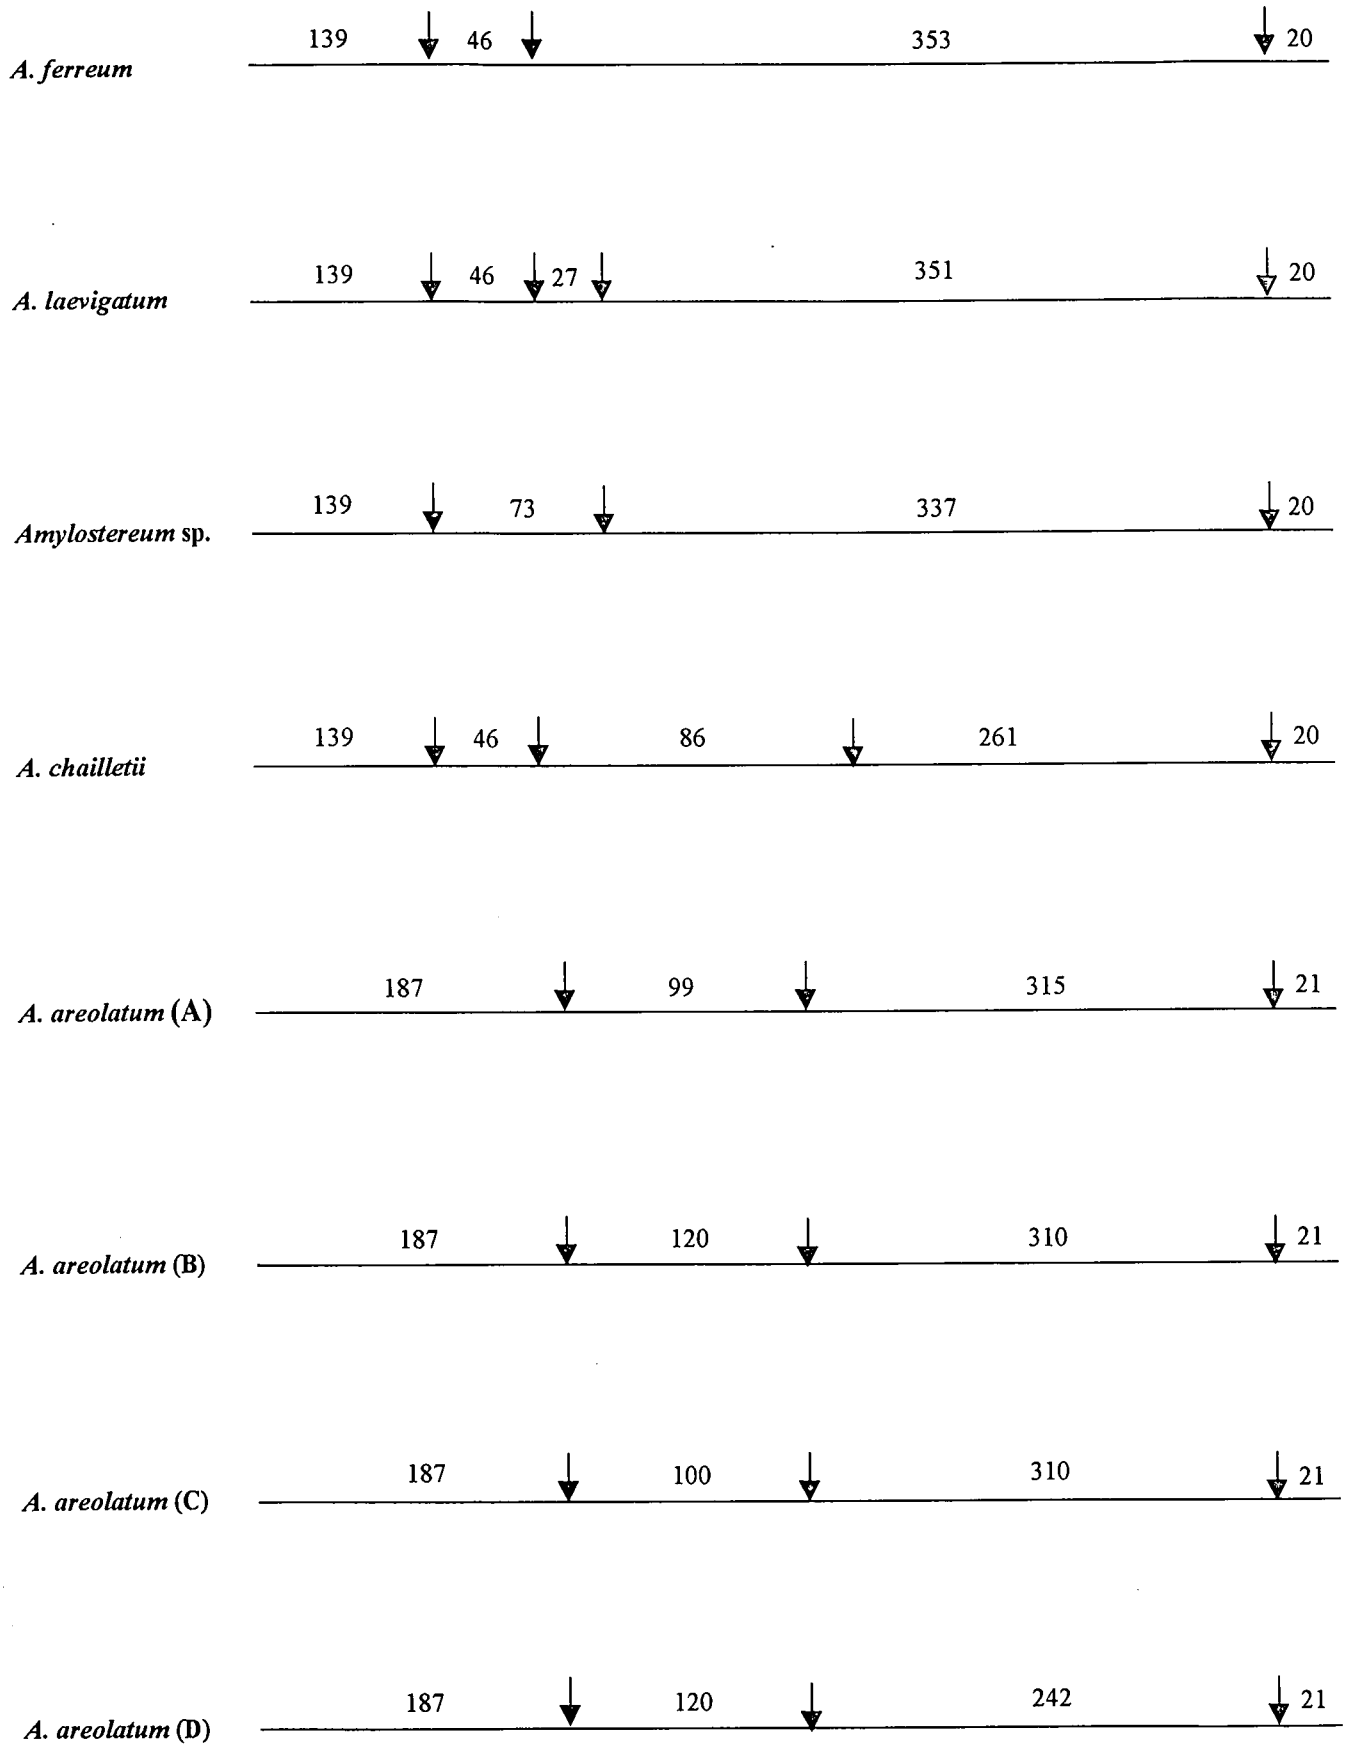 139 46 353 20
A. ferreum
139 46 27 351 20
A. laevigatum
139 73 337 20
Amylostereum sp.
139 46 86 261 20
A. chailletii
187 99 315 21
A. areolatum (A)
187 120 310 21
A. areolatum (B)
187 100 310 21
A. areolatum (C)
187 120 242 21
A. areolatum (D)